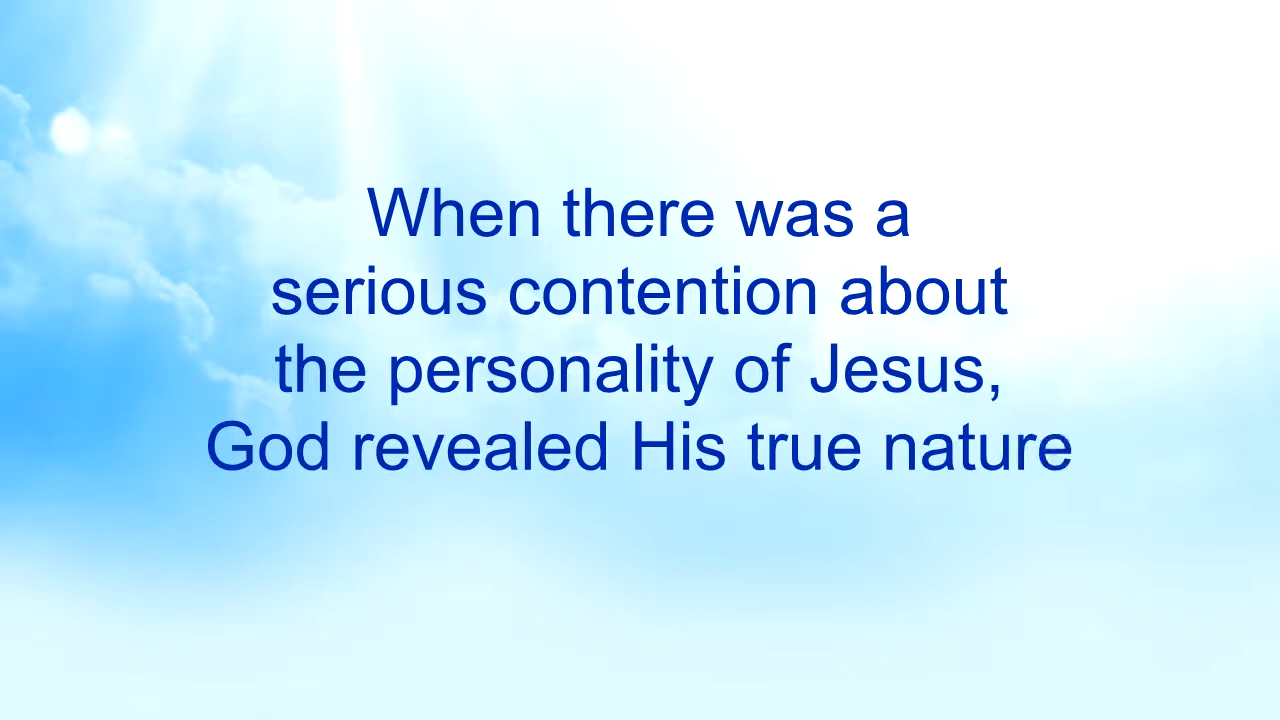 When there was a
serious contention about
the personality of Jesus,
God revealed His true nature